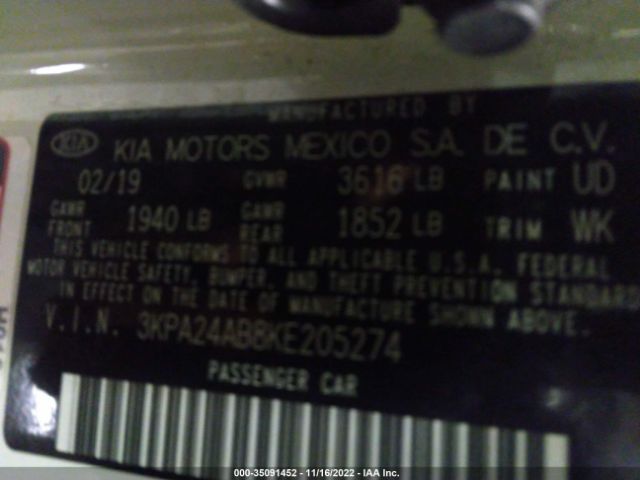 MANUFACTURED BY
KIA KIA MOTORS MEXICO S.A. DE C.V.
02/19 GVWR 3616 LB PAINT UD
GAWR FRONT 1940 LB GAWR REAR 1852 LB TRIM WK
THIS VEHICLE CONFORMS TO ALL APPLICABLE U.S.A. FEDERAL
MOTOR VEHICLE SAFETY, BUMPER, AND THEFT PREVENTION STANDARD
IN EFFECT ON THE DATE OF MANUFACTURE SHOWN ABOVE.
V.I.N. 3KPA24AB8KE205274
PASSENGER CAR
000-35091452 - 11/16/2022 - IAA Inc.